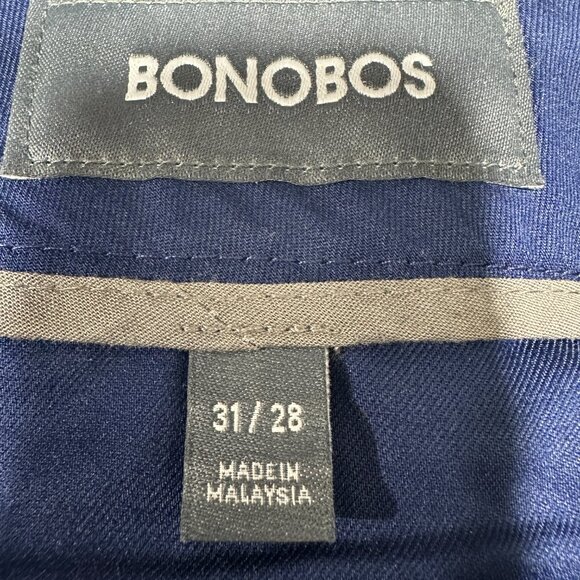 BONOBOS
31 / 28
MADE IN
MALAYSIA